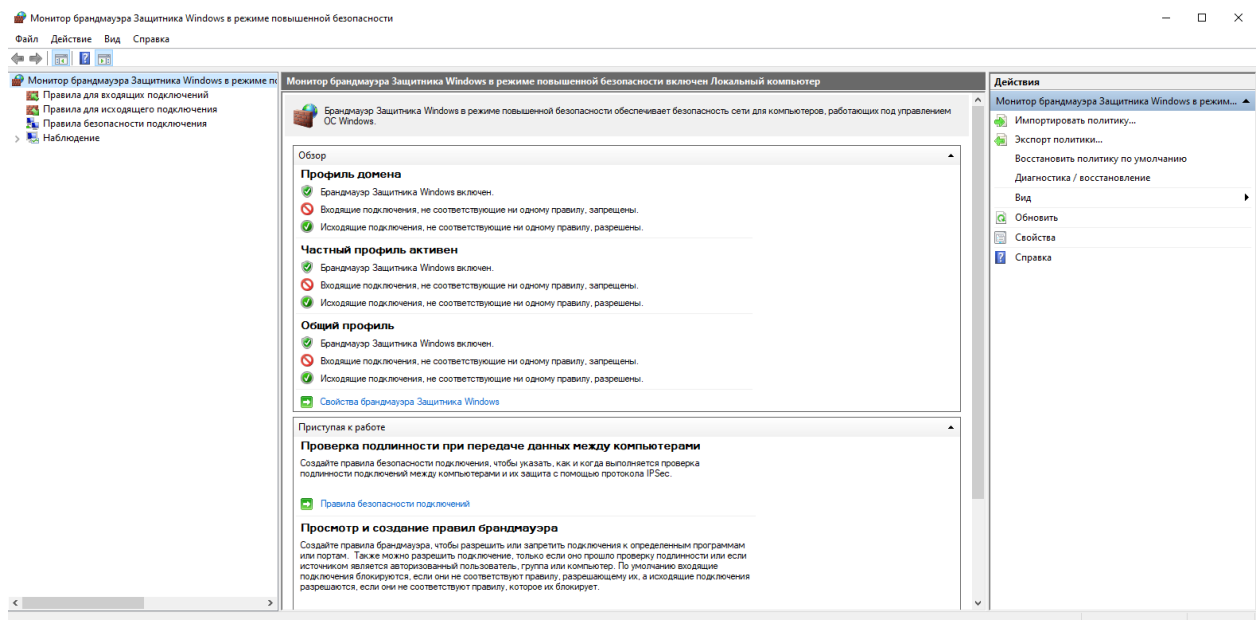 Монитор брандмауэра Защитника Windows в режиме повышенной безопасности
Файл Действие Вид Справка
Монитор брандмауэра Защитника Windows в режиме по
Правила для входящих подключений
Правила для исходящего подключения
Правила безопасности подключения
Наблюдение
Монитор брандмауэра Защитника Windows в режиме повышенной безопасности включен Локальный компьютер
Брандмауэр Защитника Windows в режиме повышенной безопасности обеспечивает безопасность сети для компьютеров, работающих под управлением
ОС Windows.
Обзор
Профиль домена
Брандмауэр Защитника Windows включен.
Входящие подключения, не соответствующие ни одному правилу, запрещены.
Исходящие подключения, не соответствующие ни одному правилу, разрешены.
Частный профиль активен
Брандмауэр Защитника Windows включен.
Входящие подключения, не соответствующие ни одному правилу, запрещены.
Исходящие подключения, не соответствующие ни одному правилу, разрешены.
Общий профиль
Брандмауэр Защитника Windows включен.
Входящие подключения, не соответствующие ни одному правилу, запрещены.
Исходящие подключения, не соответствующие ни одному правилу, разрешены.
Свойства брандмауэра Защитника Windows
Приступая к работе
Проверка подлинности при передаче данных между компьютерами
Создайте правила безопасности подключения, чтобы указать, как и когда выполняется проверка
подлинности подключений между компьютерами и их защита с помощью протокола IPSec.
Правила безопасности подключений
Просмотр и создание правил брандмауэра
Создайте правила брандмауэра, чтобы разрешить или запретить подключения к определенным программам
или портам. Также можно разрешить подключение, только если оно прошло проверку подлинности или если
источником является авторизованный пользователь, группа или компьютер. По умолчанию входящие
подключения блокируются, если они не соответствуют правилу, разрешающему их, а исходящие подключения
разрешаются, если они не соответствуют правилу, которое их блокирует.
Действия
Монитор брандмауэра Защитника Windows в режим...
Импортировать политику...
Экспорт политики...
Восстановить политику по умолчанию
Диагностика / восстановление
Вид
Обновить
Свойства
Справка